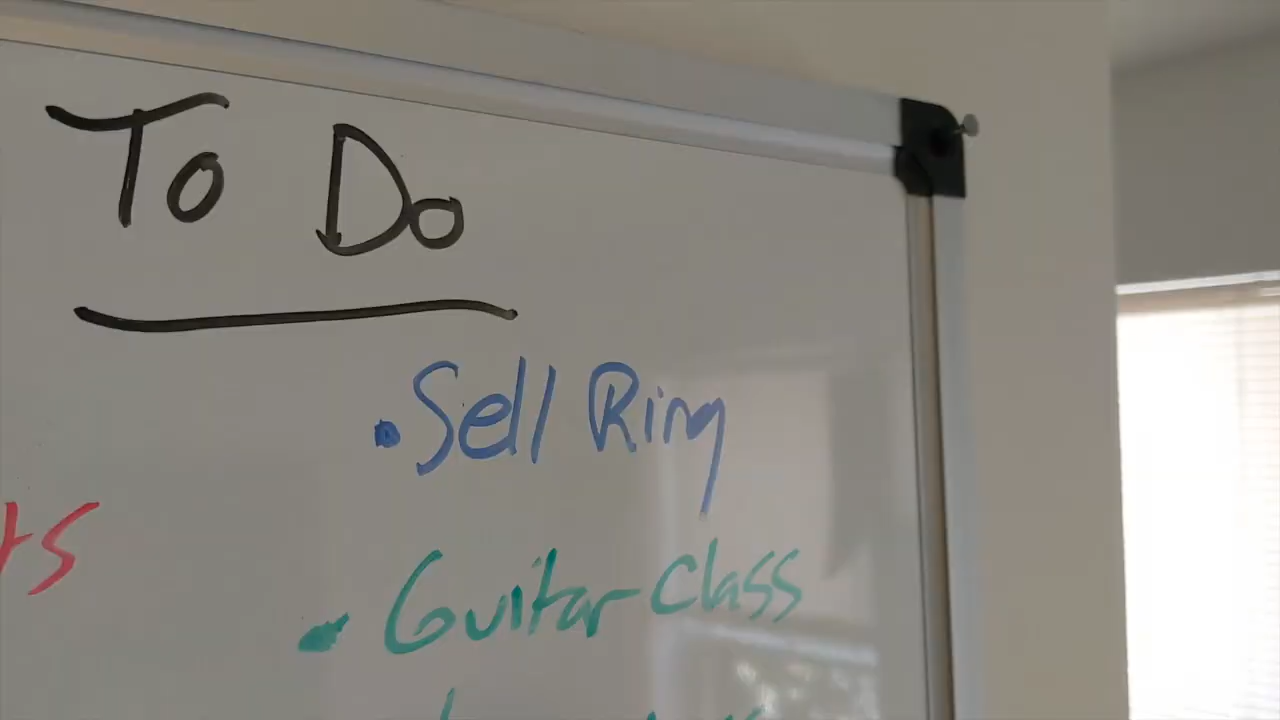 To Do
• Sell Ring
• Guitar Class